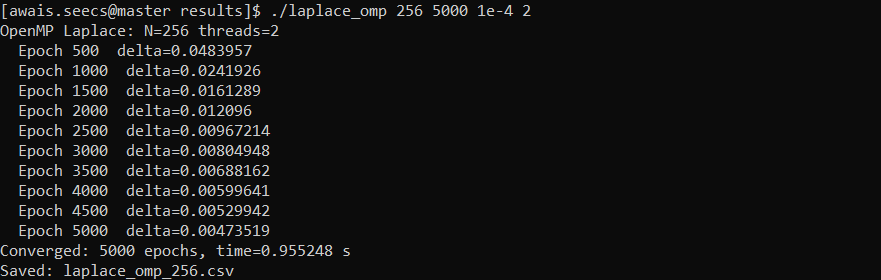 [awais.seecs@master results]$ ./laplace_omp 256 5000 1e-4 2
OpenMP Laplace: N=256 threads=2
  Epoch 500  delta=0.0483957
  Epoch 1000  delta=0.0241926
  Epoch 1500  delta=0.0161289
  Epoch 2000  delta=0.012096
  Epoch 2500  delta=0.00967214
  Epoch 3000  delta=0.00804948
  Epoch 3500  delta=0.00688162
  Epoch 4000  delta=0.00599641
  Epoch 4500  delta=0.00529942
  Epoch 5000  delta=0.00473519
Converged: 5000 epochs, time=0.955248 s
Saved: laplace_omp_256.csv